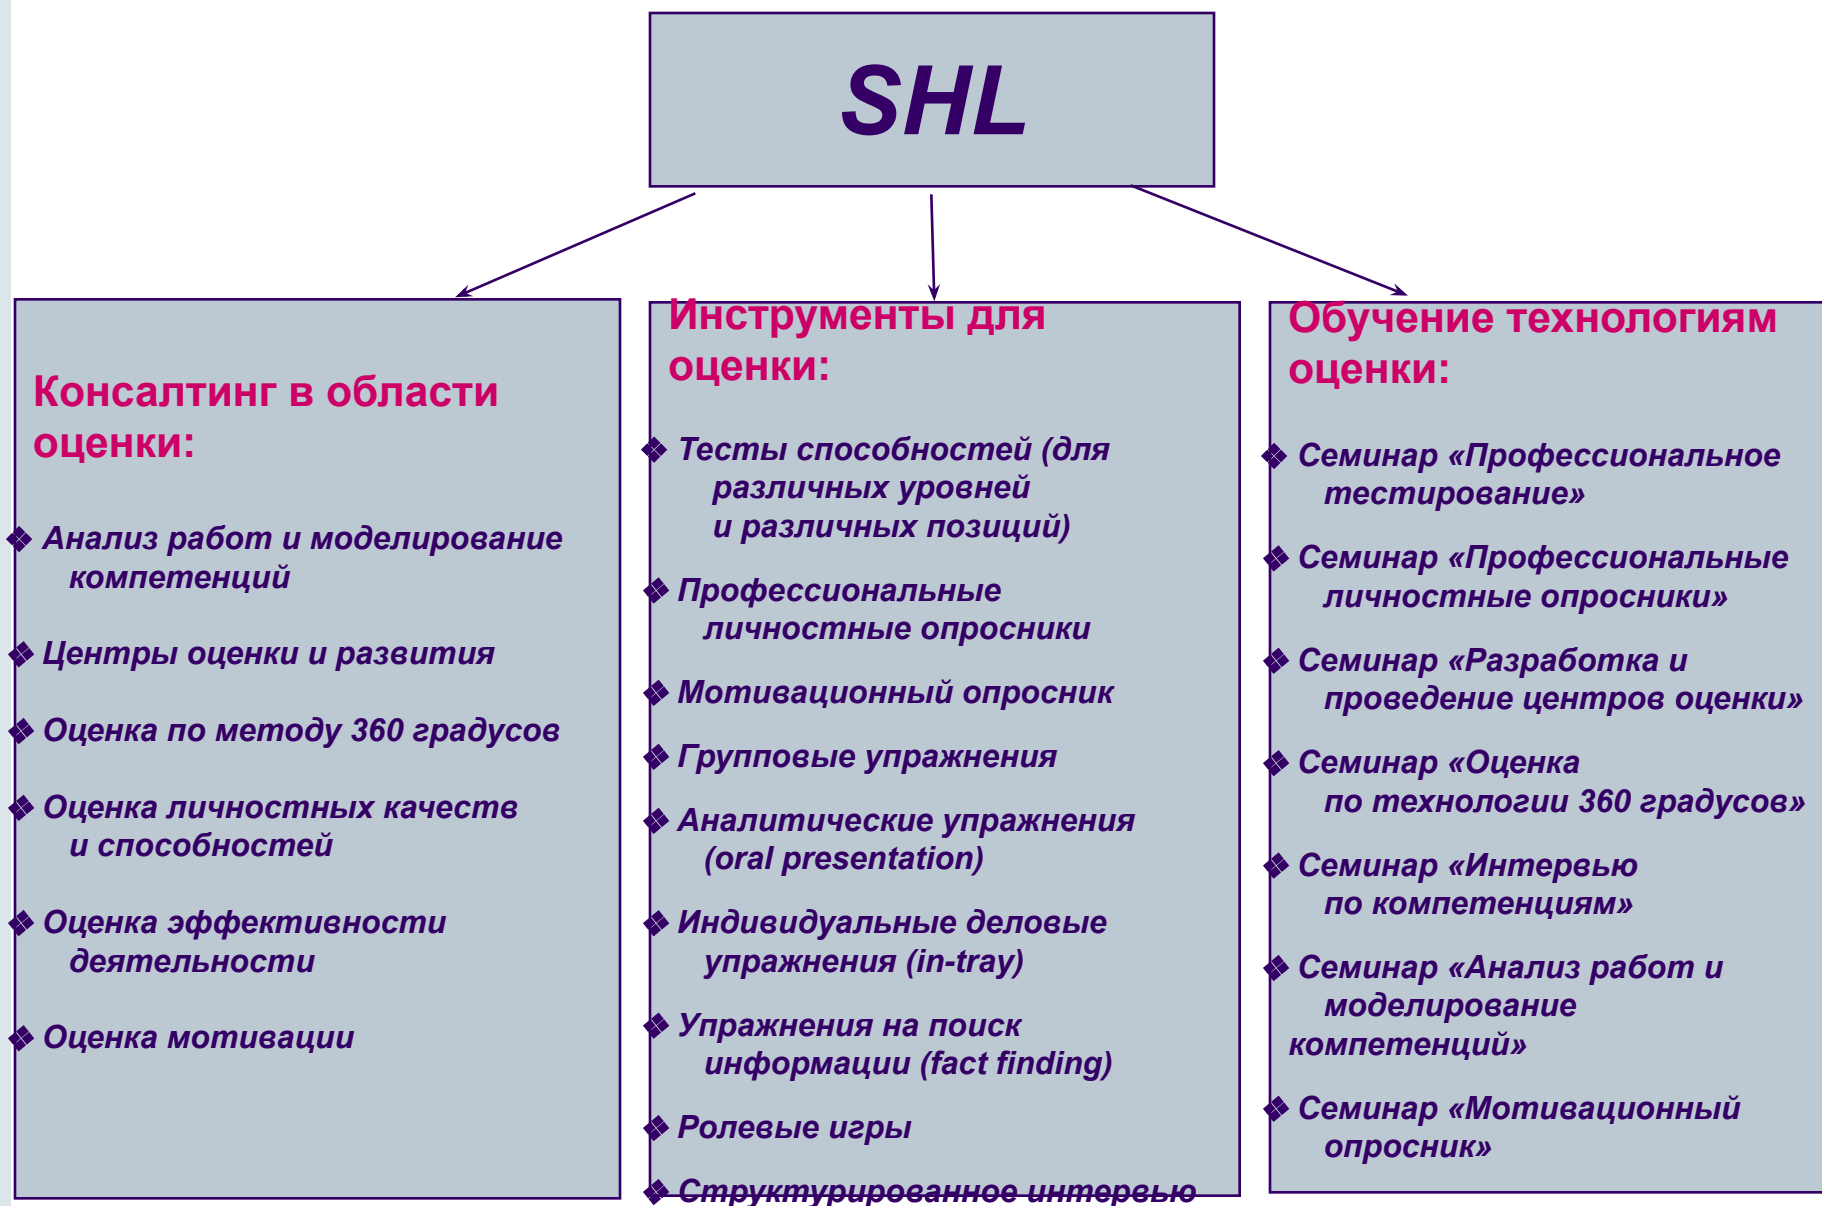 SHL
Консалтинг в области
оценки:
❖ Анализ работ и моделирование
компетенций
❖ Центры оценки и развития
❖ Оценка по методу 360 градусов
❖ Оценка личностных качеств
и способностей
❖ Оценка эффективности
деятельности
❖ Оценка мотивации
Инструменты для
оценки:
❖ Тесты способностей (для
различных уровней
и различных позиций)
❖ Профессиональные
личностные опросники
❖ Мотивационный опросник
❖ Групповые упражнения
❖ Аналитические упражнения
(oral presentation)
❖ Индивидуальные деловые
упражнения (in-tray)
❖ Упражнения на поиск
информации (fact finding)
❖ Ролевые игры
❖ Структурированное интервью
Обучение технологиям
оценки:
❖ Семинар «Профессиональное
тестирование»
❖ Семинар «Профессиональные
личностные опросники»
❖ Семинар «Разработка и
проведение центров оценки»
❖ Семинар «Оценка
по технологии 360 градусов»
❖ Семинар «Интервью
по компетенциям»
❖ Семинар «Анализ работ и
моделирование
компетенций»
❖ Семинар «Мотивационный
опросник»